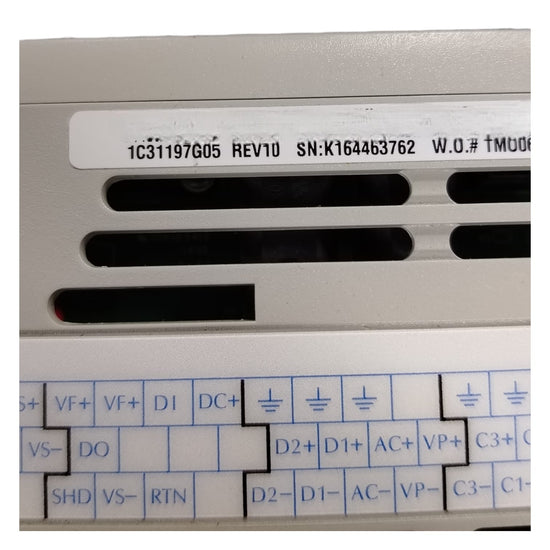 1C31197G05 REV10 SN:K164463762 W.O.#
S+ VF+ VF+ DI DC+
VS- DO D2+ D1+ AC+ VP+ C3+
SHD VS- RTN D2- D1- AC- VP- C3- C1-